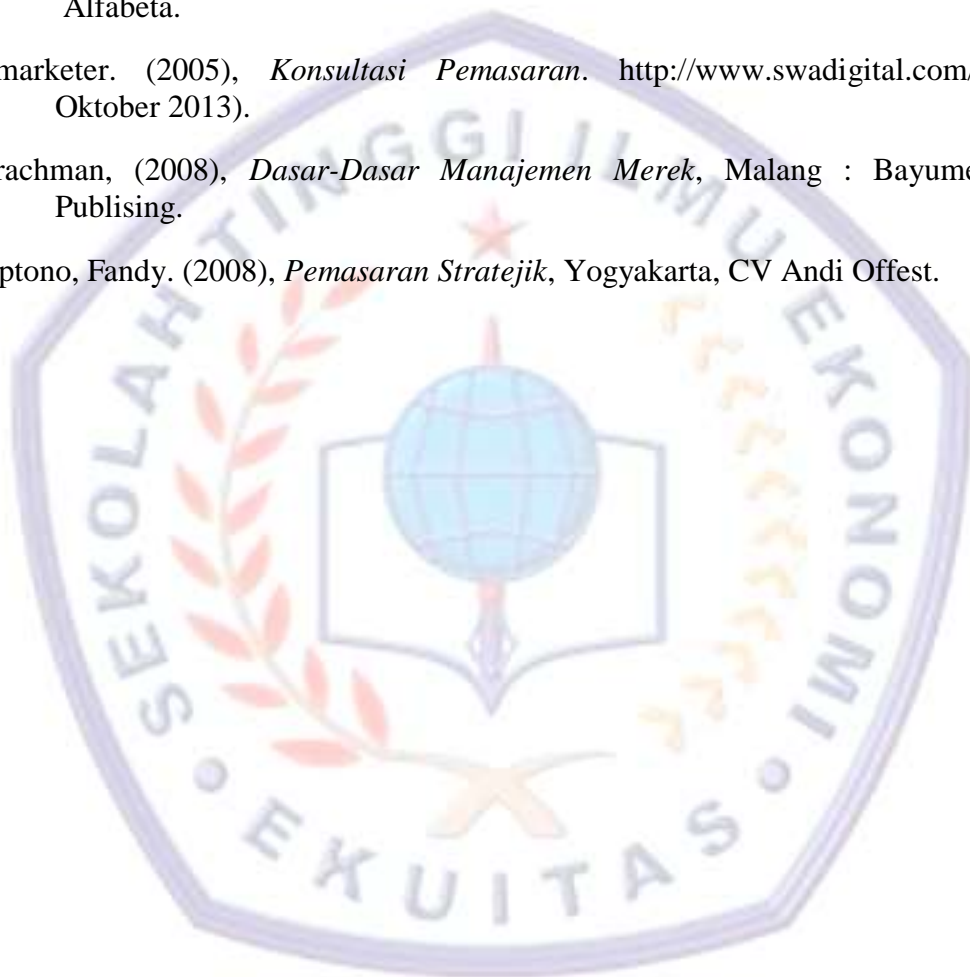 Alfabeta.
marketer. (2005), Konsultasi Pemasaran. http://www.swadigital.com/
Oktober 2013).
rachman, (2008), Dasar-Dasar Manajemen Merek, Malang : Bayume
Publising.
ptono, Fandy. (2008), Pemasaran Stratejik, Yogyakarta, CV Andi Offest.
SEKOLAH TINGGI ILMU EKONOMI
EKUITAS